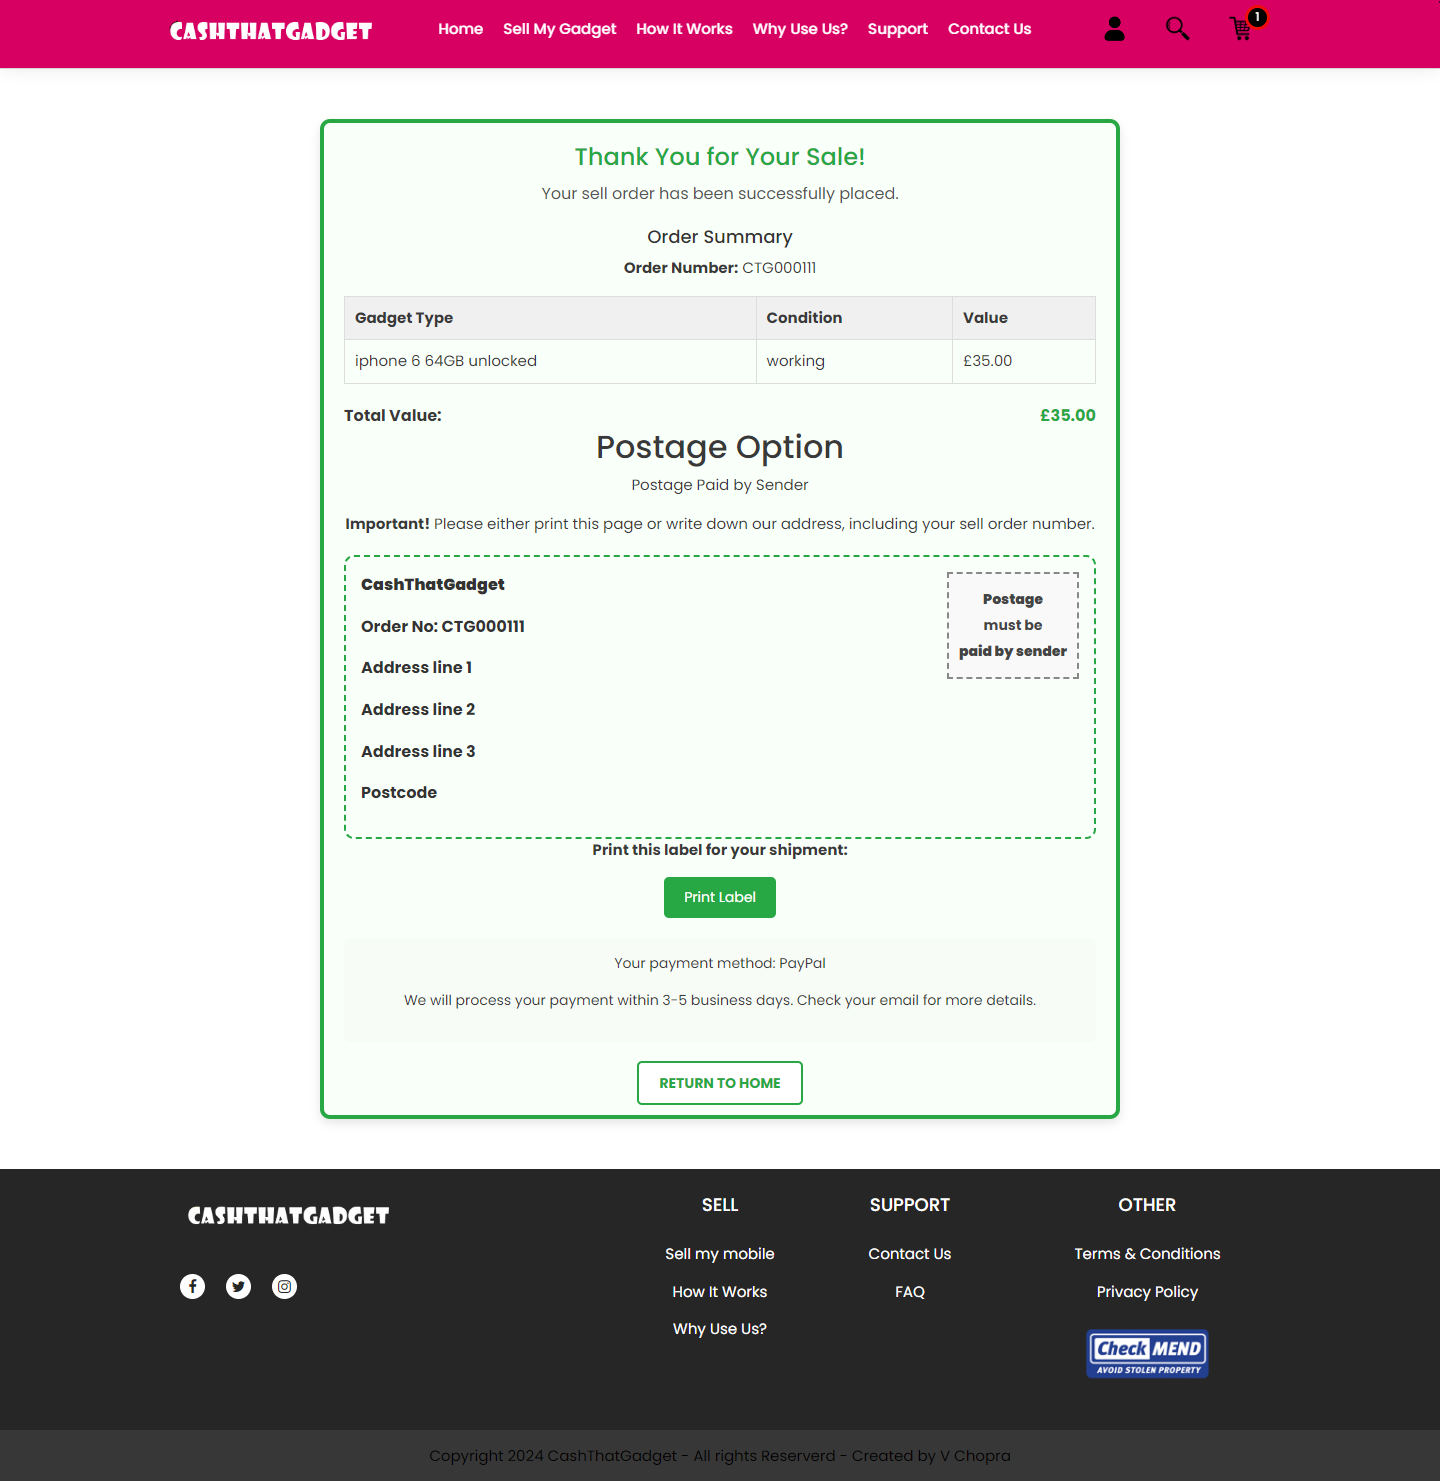 CASHTHATGADGET
Home Sell My Gadget How It Works Why Use Us? Support Contact Us
1
Thank You for Your Sale!
Your sell order has been successfully placed.
Order Summary
Order Number: CTG000111
Gadget Type Condition Value
iphone 6 64GB unlocked working £35.00
Total Value: £35.00
Postage Option
Postage Paid by Sender
Important! Please either print this page or write down our address, including your sell order number.
CashThatGadget
Order No: CTG000111
Address line 1
Address line 2
Address line 3
Postcode
Postage
must be
paid by sender
Print this label for your shipment:
Print Label
Your payment method: PayPal
We will process your payment within 3-5 business days. Check your email for more details.
RETURN TO HOME
CASHTHATGADGET
SELL
Sell my mobile
How It Works
Why Use Us?
SUPPORT
Contact Us
FAQ
OTHER
Terms & Conditions
Privacy Policy
Check MEND
AVOID STOLEN PROPERTY
Copyright 2024 CashThatGadget - All rights Reserverd - Created by V Chopra